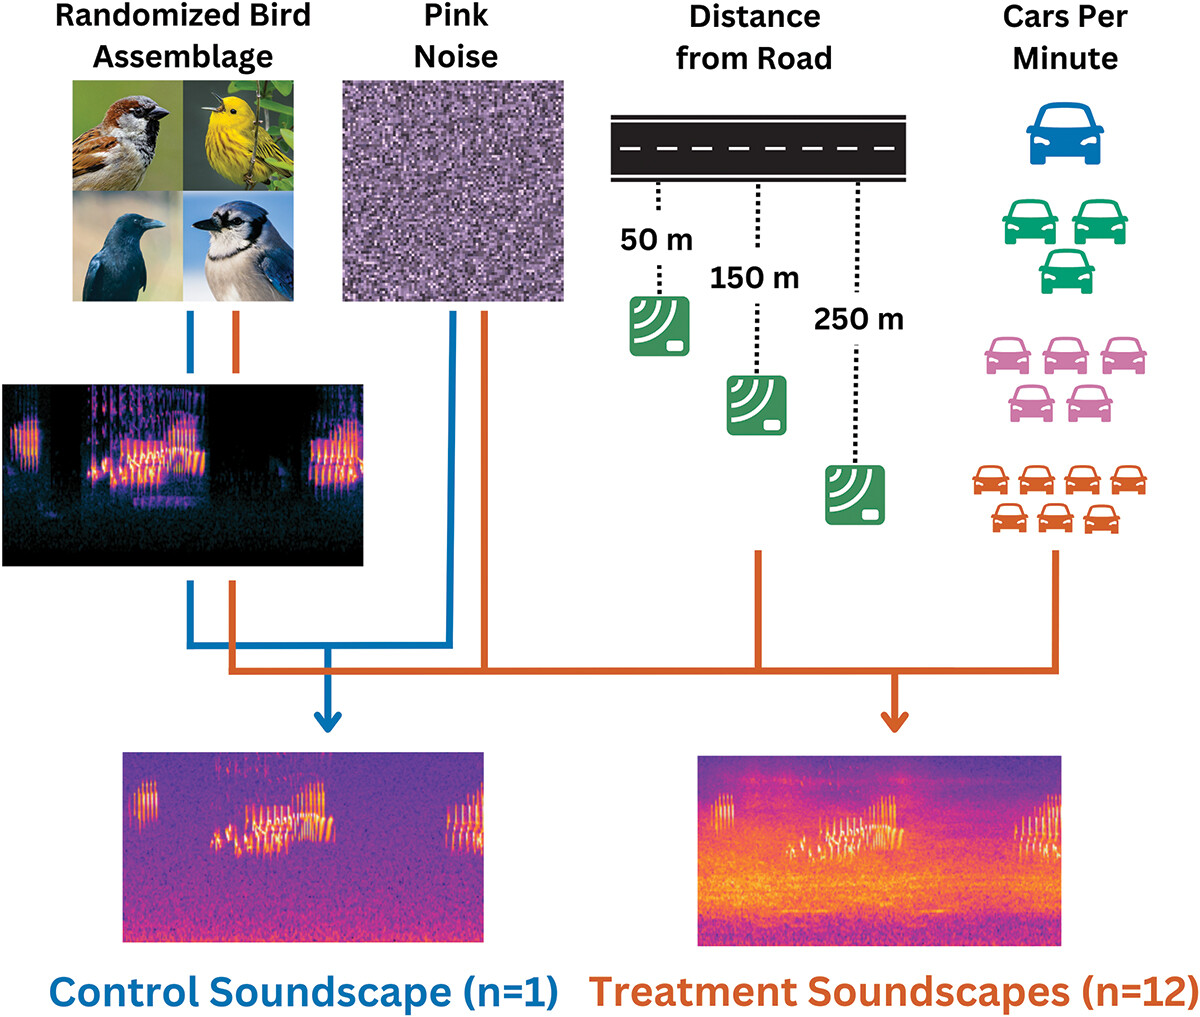 Randomized Bird
Assemblage
Pink
Noise
Distance
from Road
Cars Per
Minute
50 m
150 m
250 m
Control Soundscape (n=1)
Treatment Soundscapes (n=12)